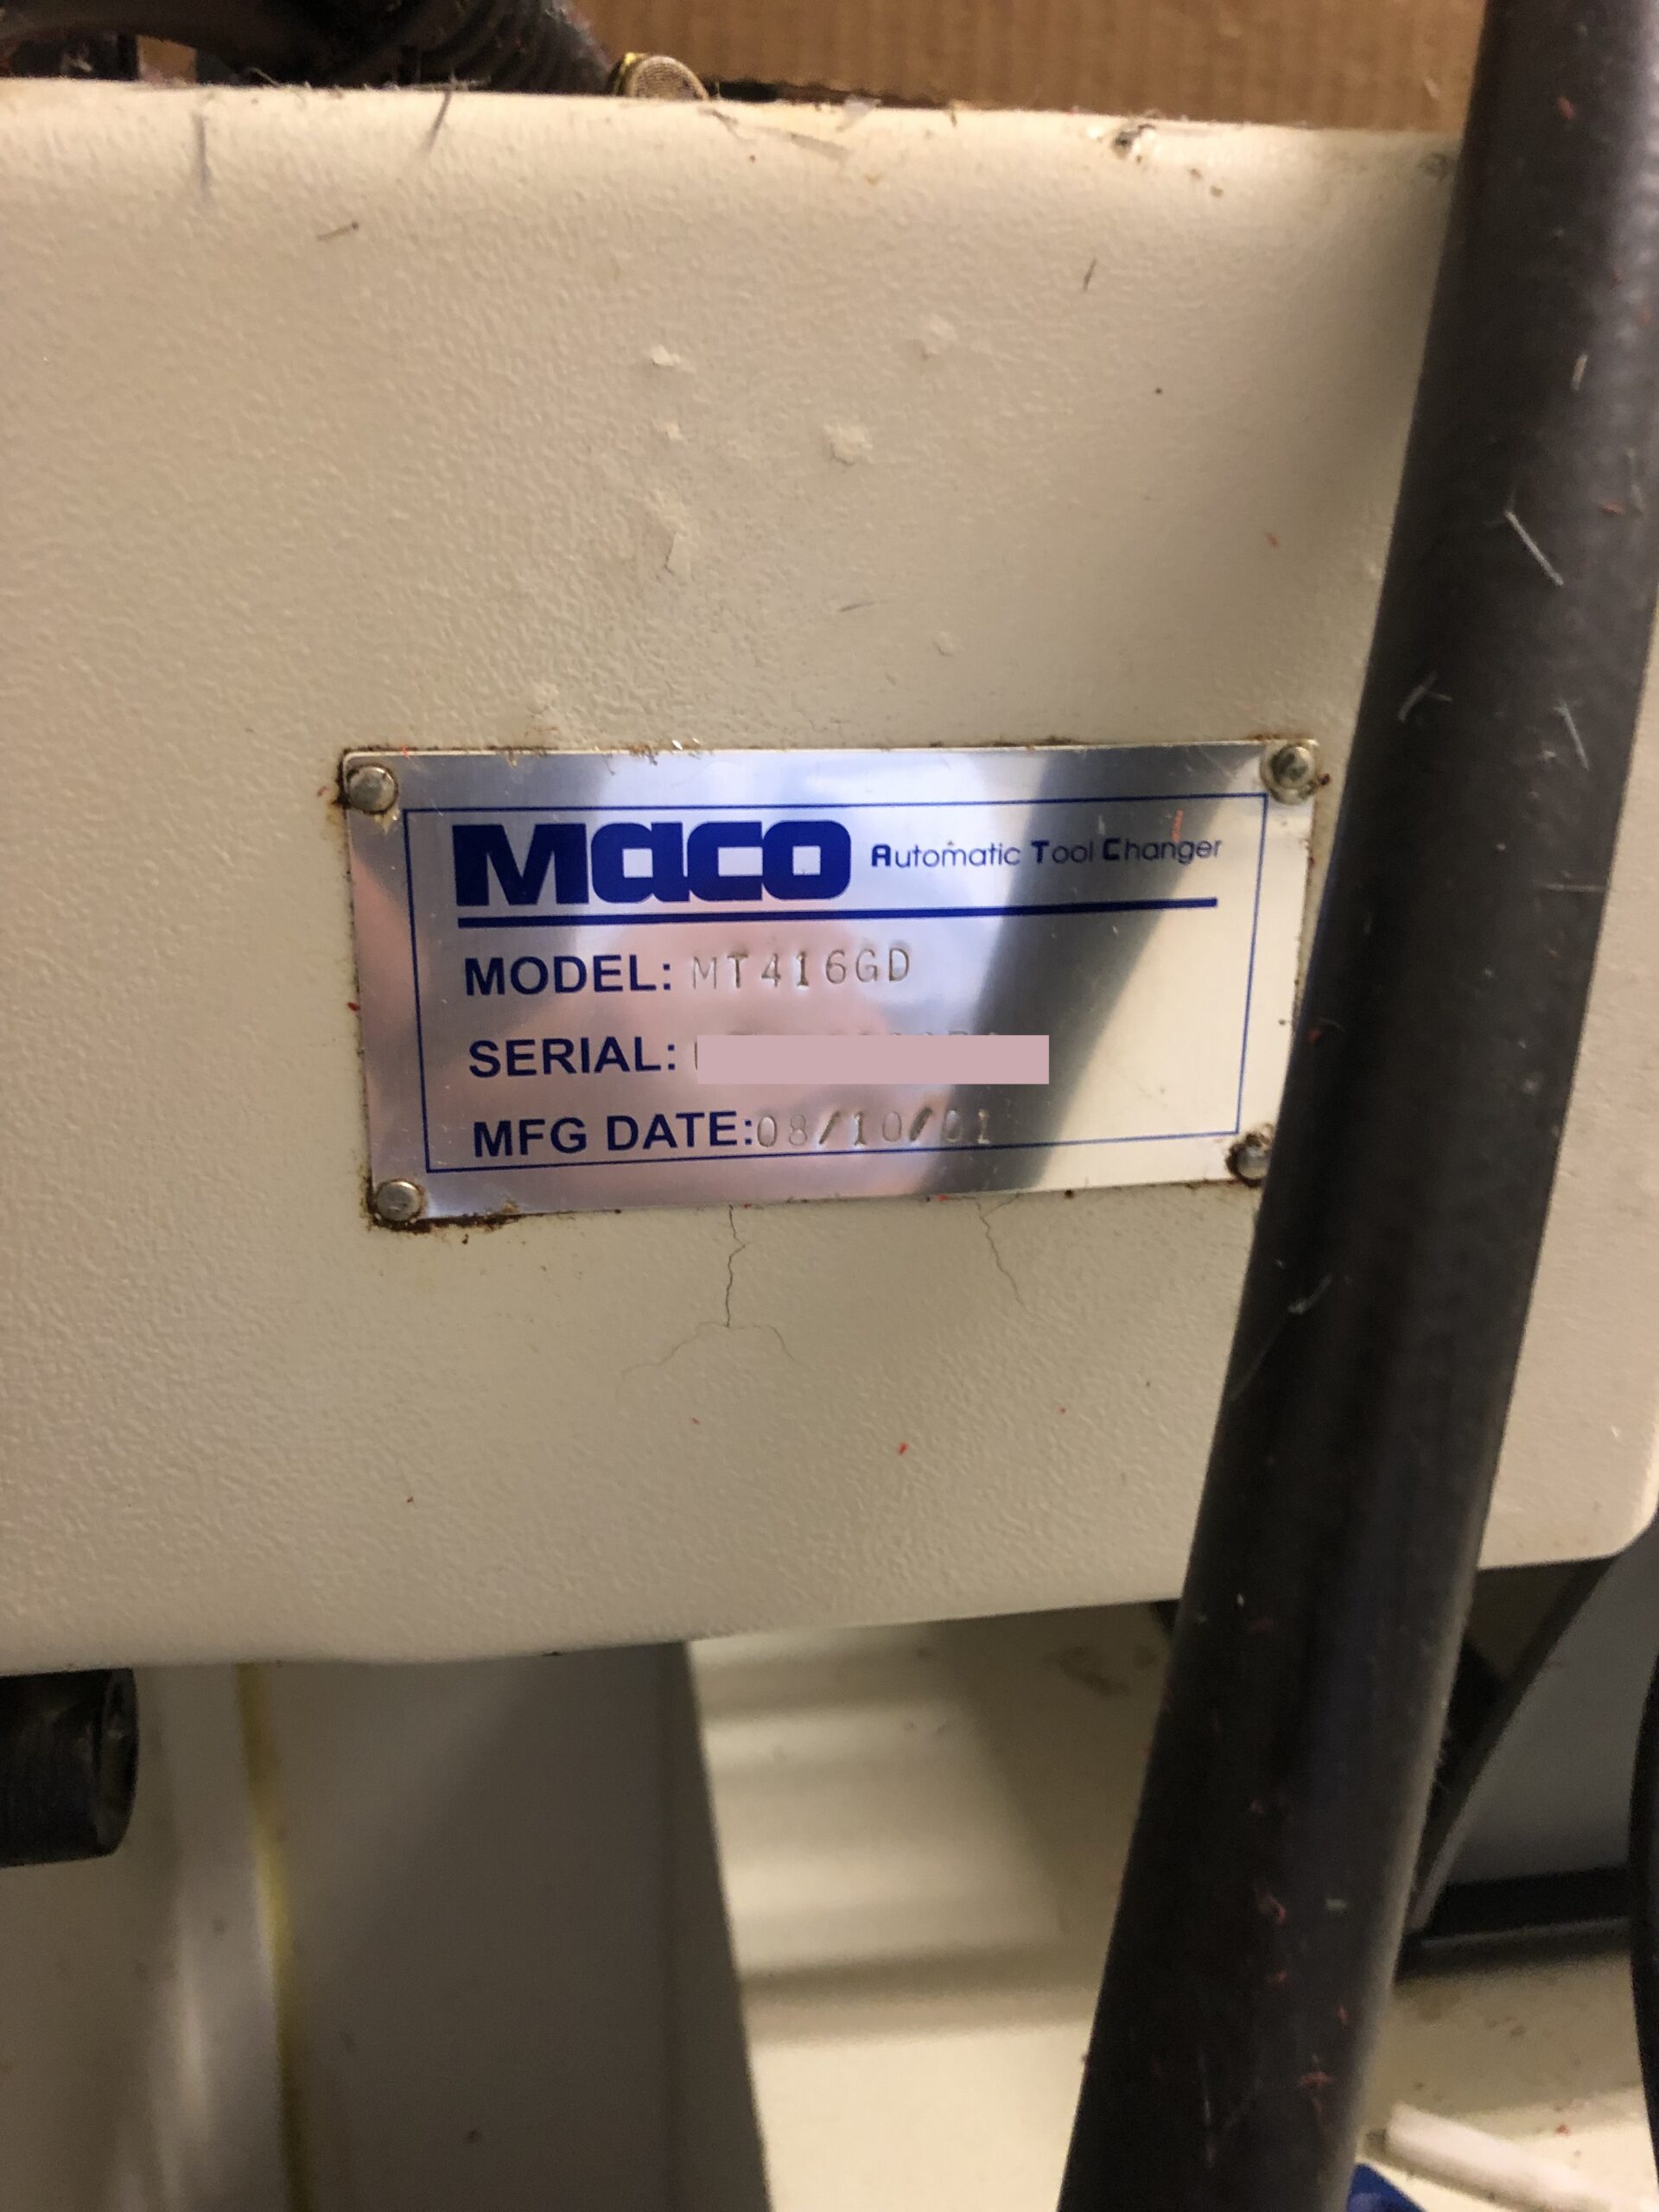 Maco Automatic Tool Changer
MODEL: MT416GD
SERIAL:
MFG DATE: 08/10/01